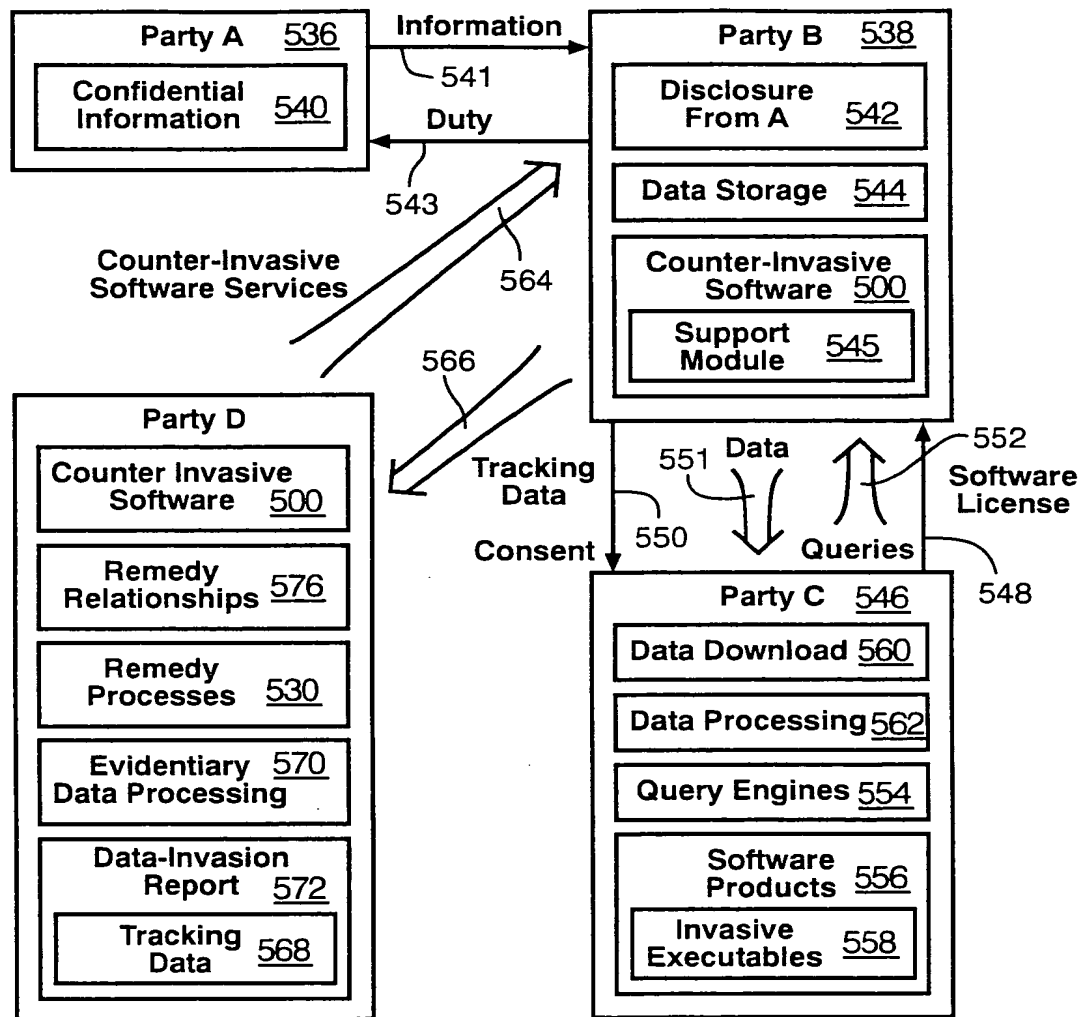 Party A 536
Confidential
Information 540
Information
541
Duty
543
Party B 538
Disclosure
From A 542
Data Storage 544
Counter-Invasive
Software 500
Support
Module 545
Counter-Invasive
Software Services
564
566
Tracking
Data
550
Consent
551
Data
552
Queries
Software
License
548
Party D
Counter Invasive
Software 500
Remedy
Relationships 576
Remedy
Processes 530
Evidentiary 570
Data Processing
Data-Invasion
Report 572
Tracking
Data 568
Party C 546
Data Download 560
Data Processing 562
Query Engines 554
Software
Products 556
Invasive
Executables 558